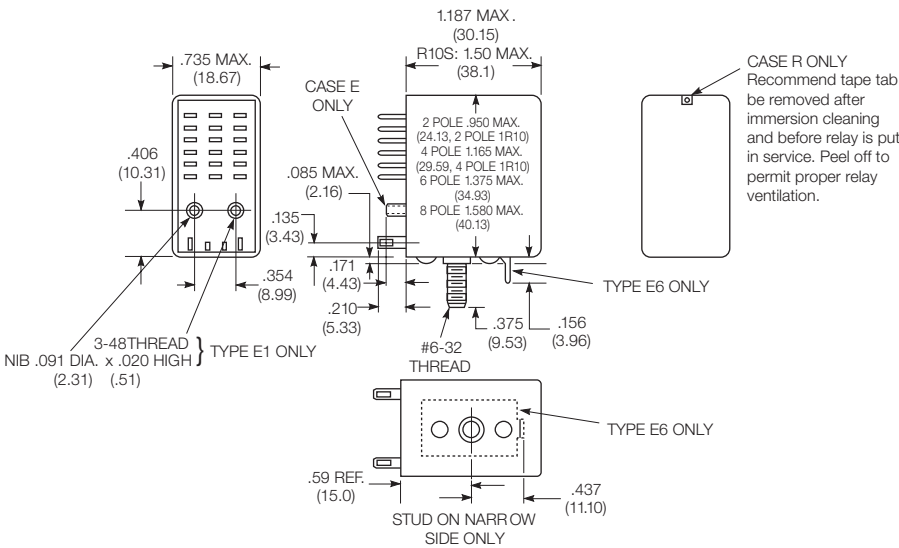 1.187 MAX.
(30.15)
R10S: 1.50 MAX.
(38.1)
.735 MAX.
(18.67)
CASE E
ONLY
2 POLE .950 MAX.
(24.13, 2 POLE 1R10)
4 POLE 1.165 MAX.
(29.59, 4 POLE 1R10)
6 POLE 1.375 MAX.
(34.93)
8 POLE 1.580 MAX.
(40.13)
CASE R ONLY
Recommend tape tab
be removed after
immersion cleaning
and before relay is put
in service. Peel off to
permit proper relay
ventilation.
.406
(10.31)
.085 MAX.
(2.16)
.135
(3.43)
.354
(8.99)
.171
(4.43)
.210
(5.33)
TYPE E6 ONLY
.375
(9.53)
.156
(3.96)
#6-32
THREAD
3-48THREAD
NIB .091 DIA. x .020 HIGH } TYPE E1 ONLY
(2.31) (.51)
TYPE E6 ONLY
.59 REF.
(15.0)
.437
(11.10)
STUD ON NARROW
SIDE ONLY